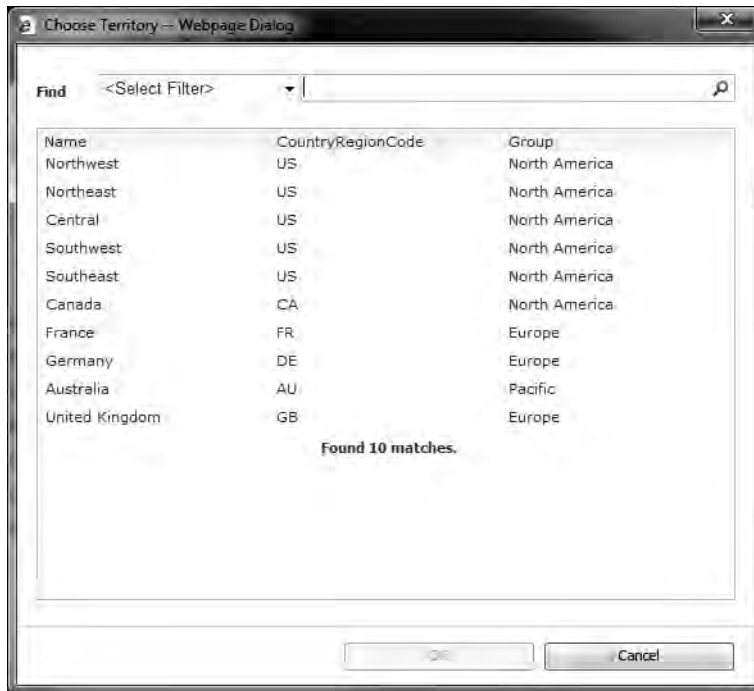 Choose Territory -- Webpage Dialog
Find <Select Filter>
Name CountryRegionCode Group
Northwest US North America
Northeast US North America
Central US North America
Southwest US North America
Southeast US North America
Canada CA North America
France FR Europe
Germany DE Europe
Australia AU Pacific
United Kingdom GB Europe
Found 10 matches.
OK Cancel